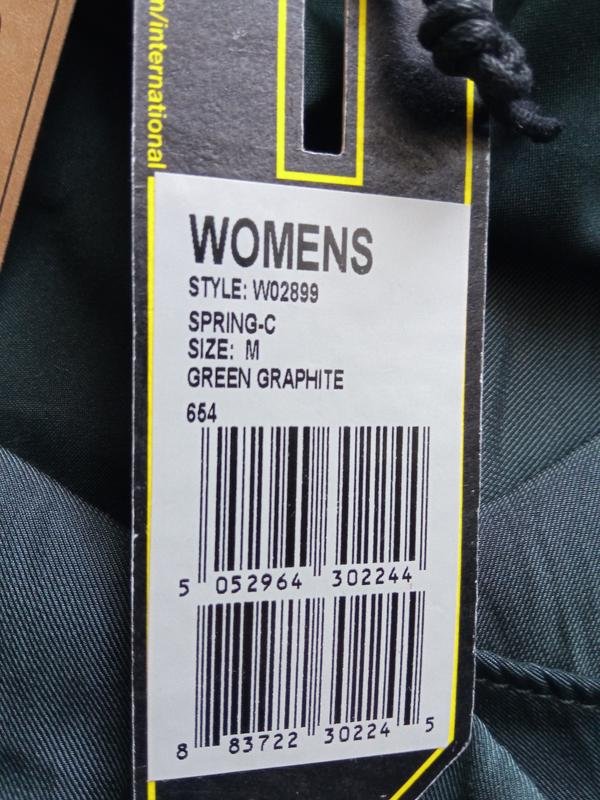 m/international
WOMENS
STYLE: W02899
SPRING-C
SIZE: M
GREEN GRAPHITE
654
5 052964 302244
8 83722 30224 5